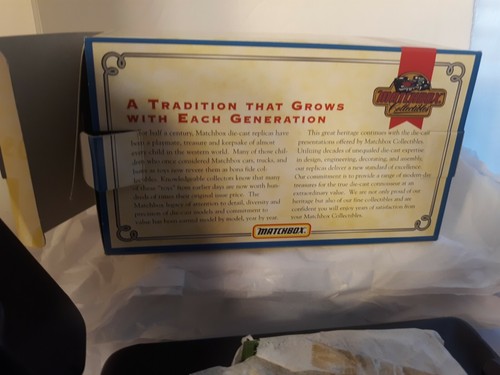 MATCHBOX
Collectibles
A TRADITION THAT GROWS
WITH EACH GENERATION
For half a century, Matchbox die-cast replicas have
been a plaything, treasure and keepsake of almost
every child in the western world. Many of those chil-
dren who once considered Matchbox cars, trucks, and
now revere them as bona fide col-
Knowledgeable collectors know that many
of these "toys" from earlier days are now worth hun-
dreds of times their original issue price. The
Matchbox legacy of attention to detail, diversity and
precision of die-cast models and commitment to
value has been earned model by model, year by year.
This great heritage continues with the die-cast
presentations offered by Matchbox Collectibles.
Utilizing decades of unequaled die-cast expertise
in design, engineering, decorating, and assembly,
our replicas deliver a new standard of excellence.
Our commitment is to provide a range of modern-day
treasures for the true die-cast connoisseur at an
extraordinary value. We are not only proud of our
heritage but also of our fine collectibles and are
confident you will enjoy years of satisfaction from
your Matchbox Collectibles.
MATCHBOX